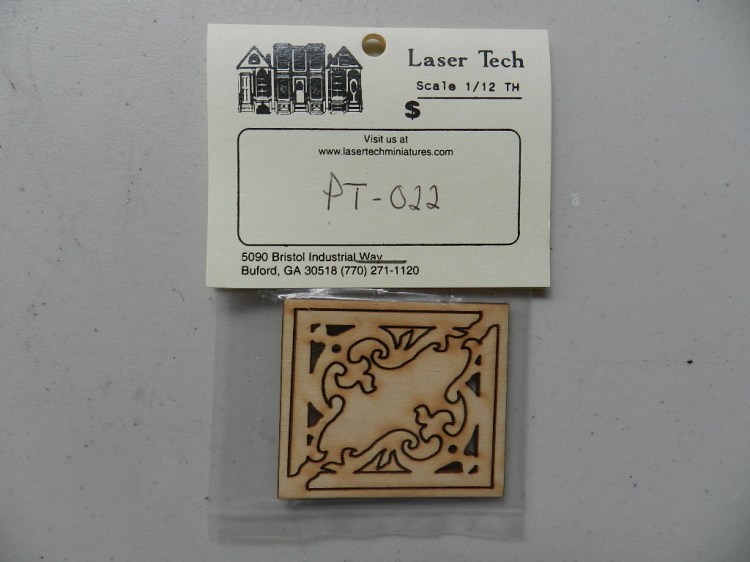 Laser Tech
Scale 1/12 TH
$
Visit us at
www.lasertechminiatures.com
PT-022
5090 Bristol Industrial Way
Buford, GA 30518 (770) 271-1120